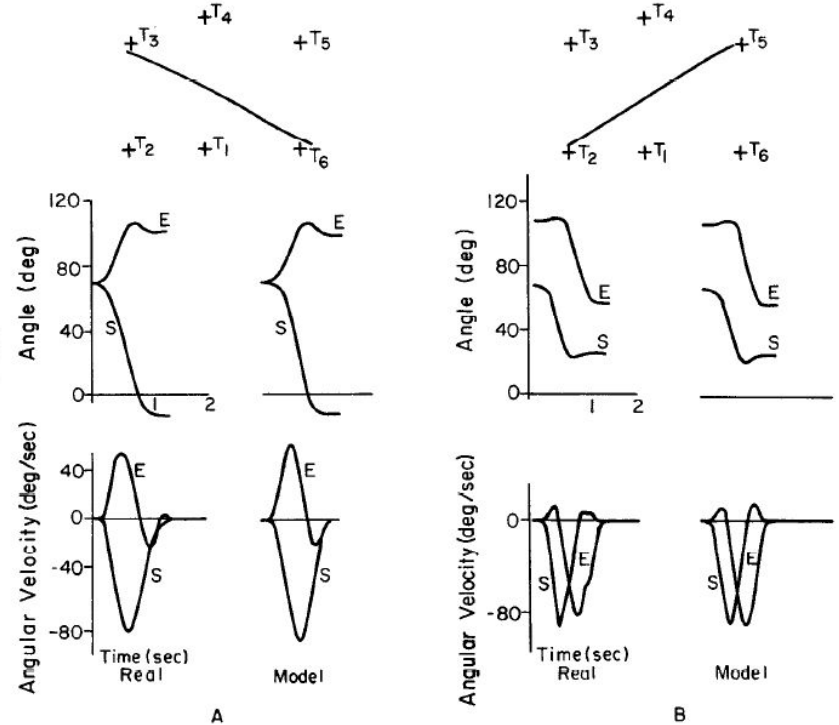 T4
T3
T5
T2
T1
T6
120
80
40
0
1
2
Angle (deg)
E
S
E
S
40
0
-40
-80
Angular Velocity (deg/sec)
E
S
E
S
Time (sec)
Real
Model
A
T4
T3
T5
T2
T1
T6
120
80
40
0
1
2
Angle (deg)
E
S
E
S
0
-80
Angular Velocity (deg/sec)
S
E
S
E
Time (sec)
Real
Model
B